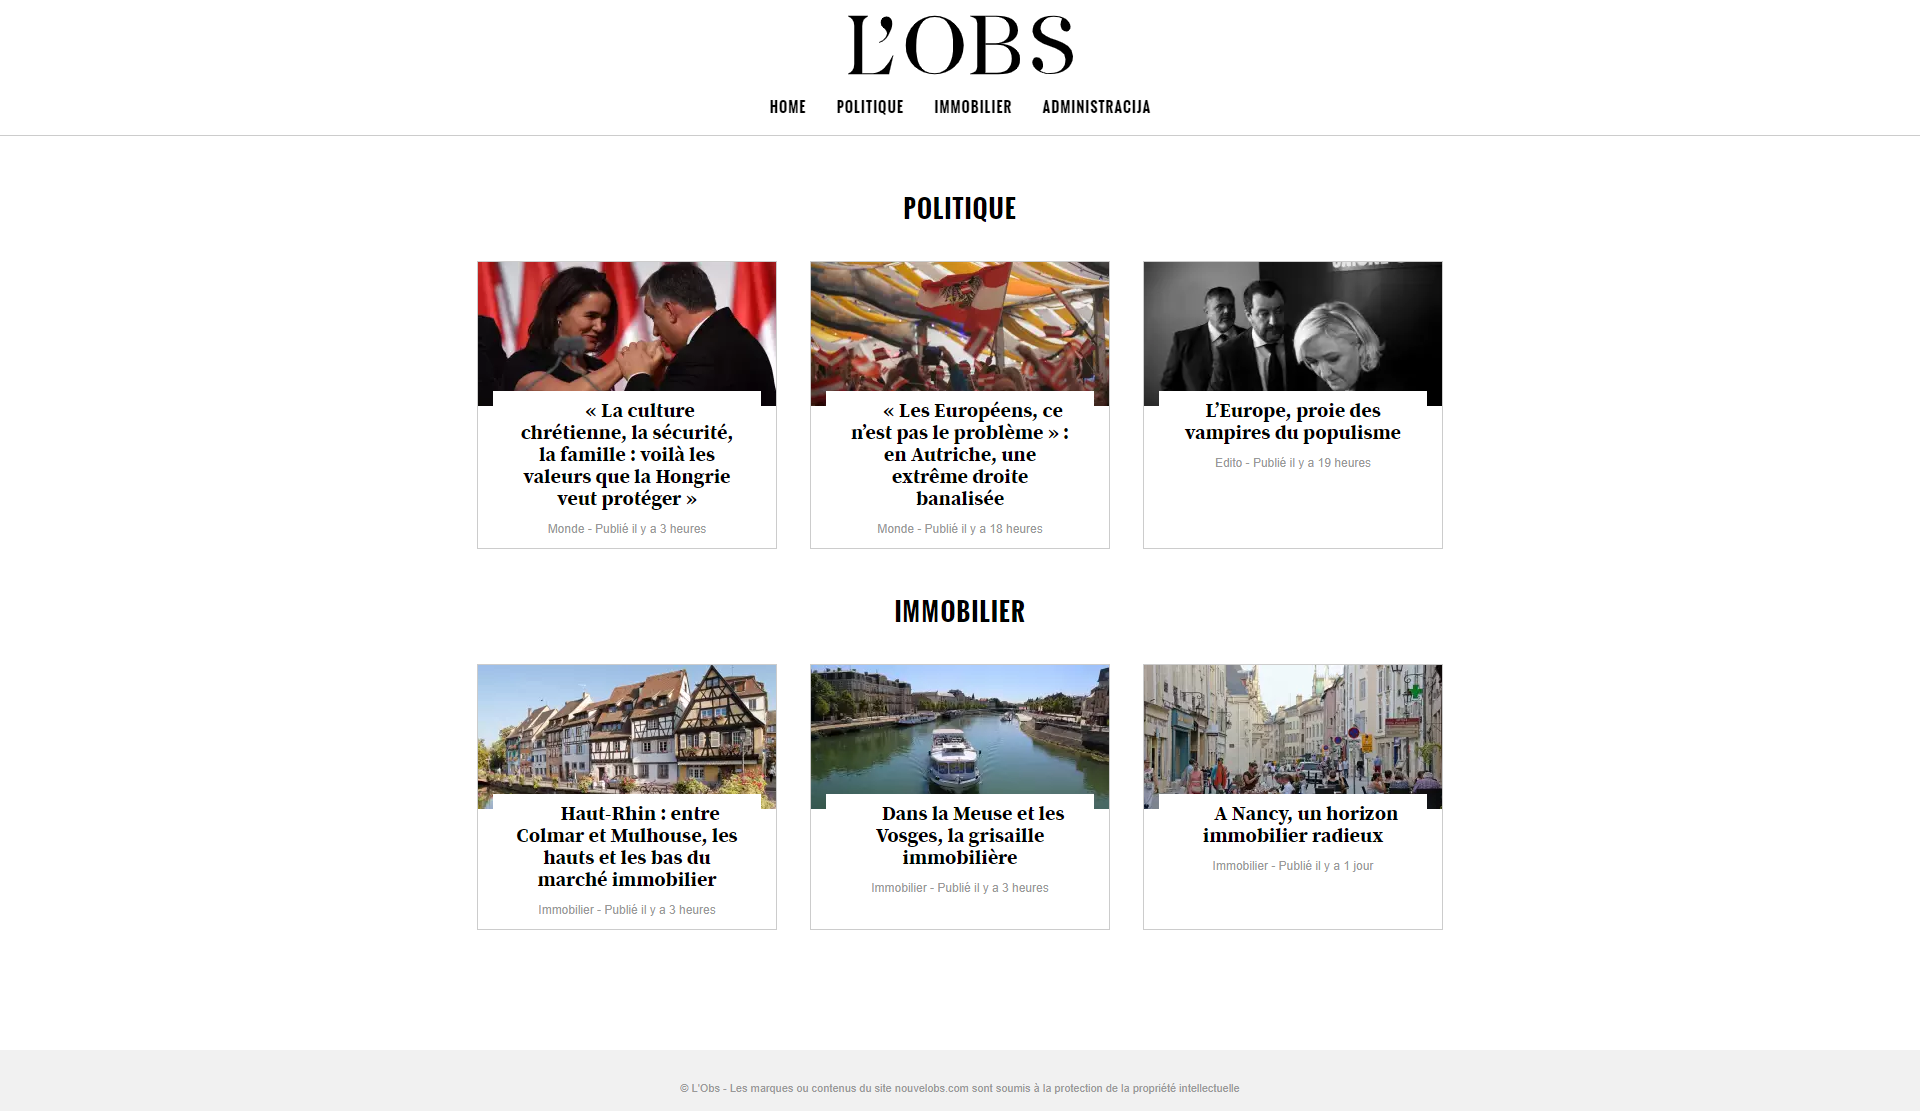 L'OBS
HOME POLITIQUE IMMOBILIER ADMINISTRACIJA
POLITIQUE
« La culture
chrétienne, la sécurité,
la famille : voilà les
valeurs que la Hongrie
veut protéger »
Monde - Publié il y a 3 heures
« Les Européens, ce
n’est pas le problème » :
en Autriche, une
extrême droite
banalisée
Monde - Publié il y a 18 heures
L’Europe, proie des
vampires du populisme
Edito - Publié il y a 19 heures
IMMOBILIER
Haut-Rhin : entre
Colmar et Mulhouse, les
hauts et les bas du
marché immobilier
Immobilier - Publié il y a 3 heures
Dans la Meuse et les
Vosges, la grisaille
immobilière
Immobilier - Publié il y a 3 heures
A Nancy, un horizon
immobilier radieux
Immobilier - Publié il y a 1 jour
© L'Obs - Les marques ou contenus du site nouvelobs.com sont soumis à la protection de la propriété intellectuelle